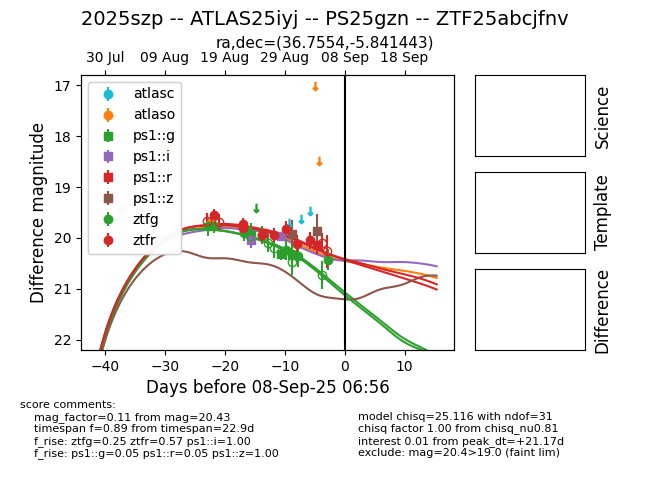 2025szp -- ATLAS25iyj -- PS25gzn -- ZTF25abcjfnv
ra,dec=(36.7554,-5.841443)
30 Jul 09 Aug 19 Aug 29 Aug 08 Sep 18 Sep
17
18
19
20
21
22
Difference magnitude
atlasc
atlaso
ps1::g
ps1::i
ps1::r
ps1::z
ztfg
ztfr
−40 −30 −20 −10 0 10
Days before 08-Sep-25 06:56
Science
Template
Difference
score comments:
mag_factor=0.11 from mag=20.43
timespan f=0.89 from timespan=22.9d
f_rise: ztfg=0.25 ztfr=0.57 ps1::i=1.00
f_rise: ps1::g=0.05 ps1::r=0.05 ps1::z=1.00
model chisq=25.116 with ndof=31
chisq factor 1.00 from chisq_nu0.81
interest 0.01 from peak_dt=+21.17d
exclude: mag=20.4>19.0 (faint lim)